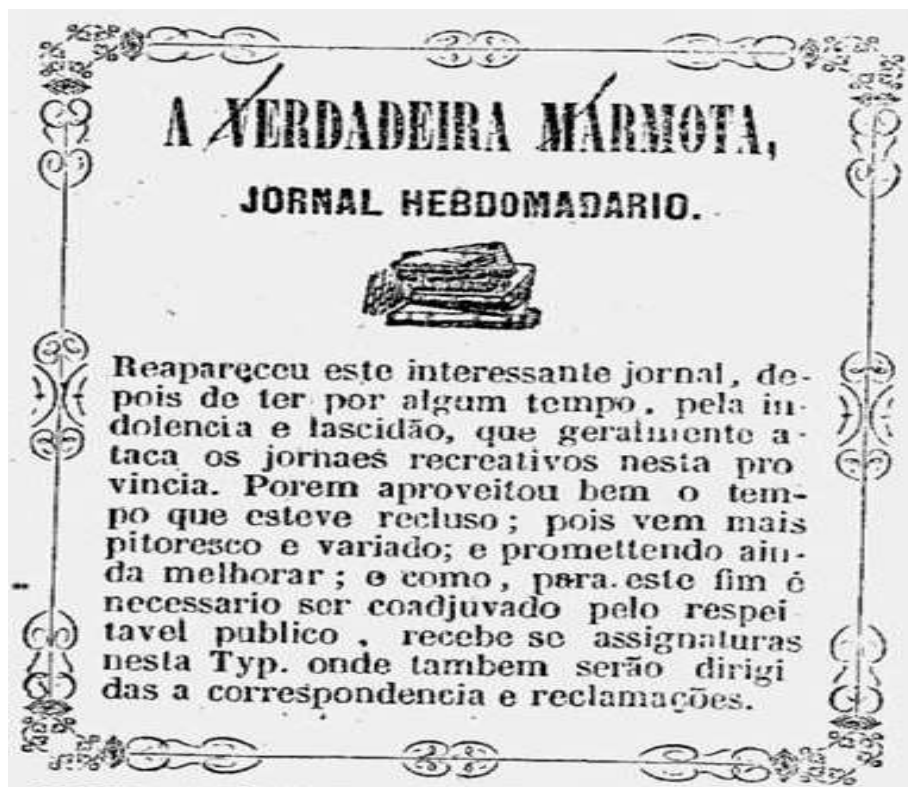 A VERDADEIRA MARMOTA,
JORNAL HEBDOMADARIO.
Reappareceu este interessante jornal, de-
pois de ter por algum tempo, pela in-
dolencia e lascidão, que geralmente a-
taca os jornaes recreativos nesta pro
vincia. Porem aproveitou bem o tem-
po que esteve recluso; pois vem mais
pitoresco e variado; e promettendo ain-
da melhorar; e como, para este fim é
necessario ser coadjuvado pelo respei
tavel publico, recebe se assignaturas
nesta Typ. onde tambem serão dirigi
das a correspondencia e reclamações.